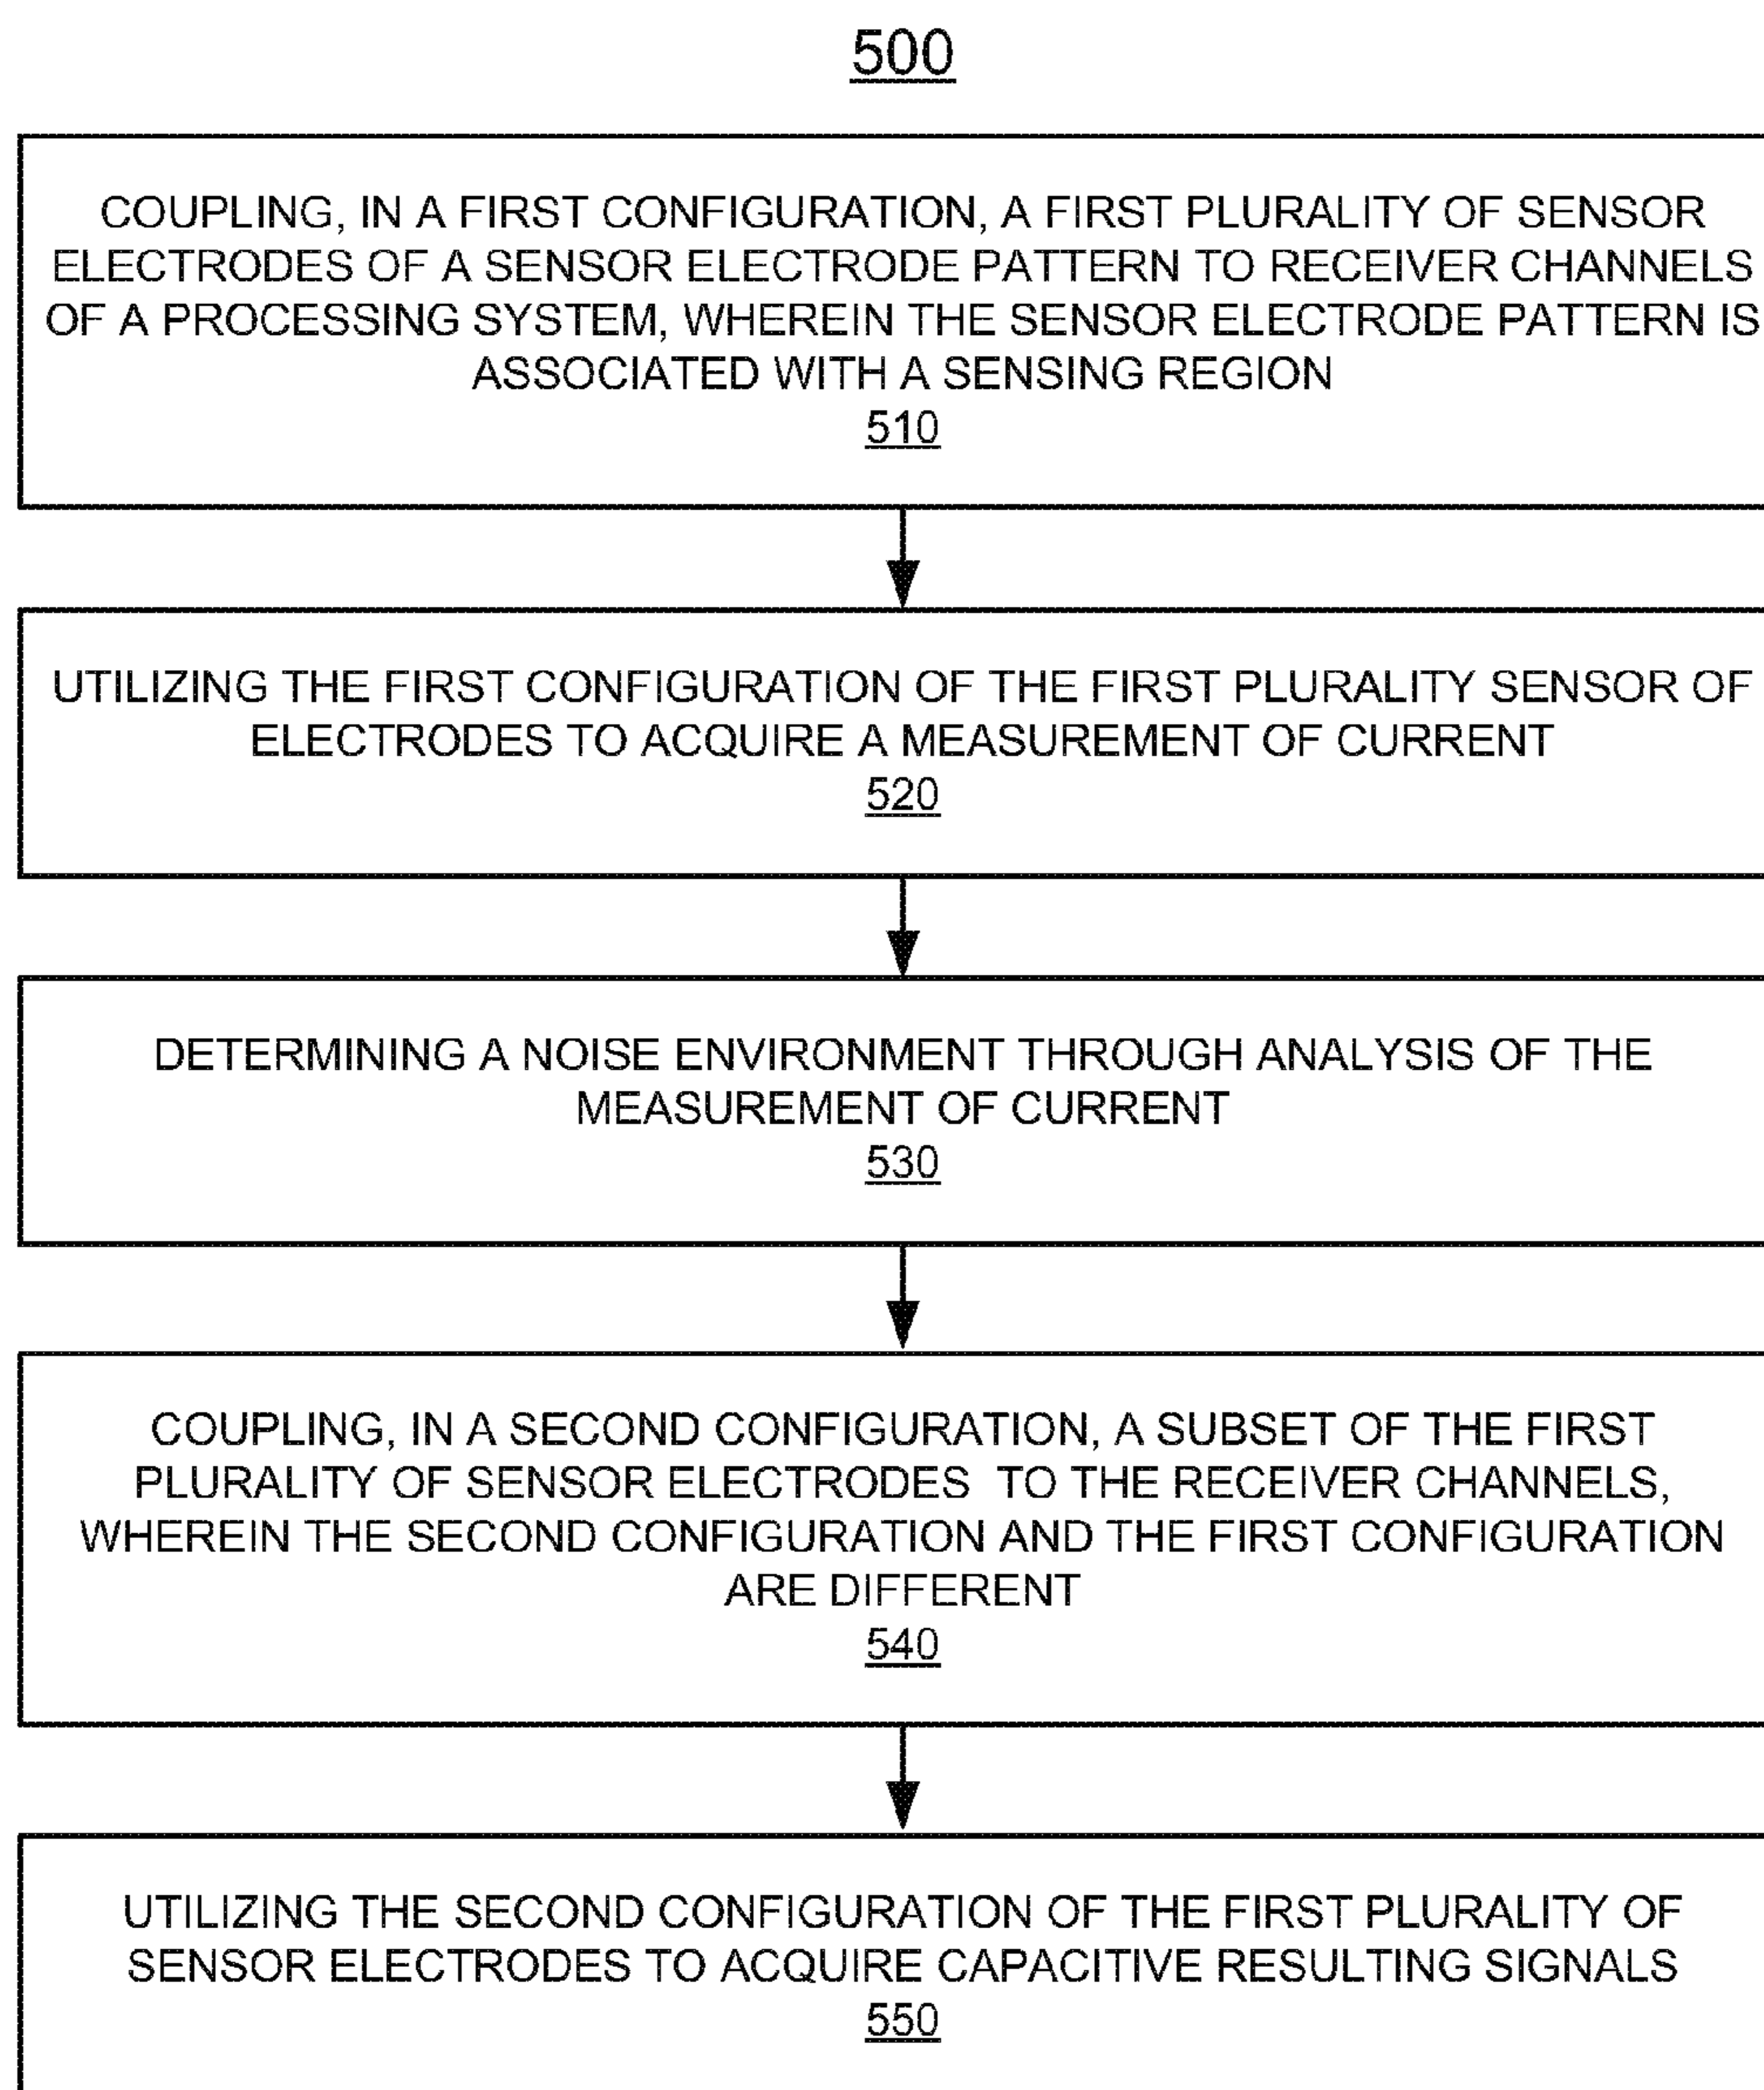 500
COUPLING, IN A FIRST CONFIGURATION, A FIRST PLURALITY OF SENSOR
ELECTRODES OF A SENSOR ELECTRODE PATTERN TO RECEIVER CHANNELS
OF A PROCESSING SYSTEM, WHEREIN THE SENSOR ELECTRODE PATTERN IS
ASSOCIATED WITH A SENSING REGION
510
UTILIZING THE FIRST CONFIGURATION OF THE FIRST PLURALITY SENSOR OF
ELECTRODES TO ACQUIRE A MEASUREMENT OF CURRENT
520
DETERMINING A NOISE ENVIRONMENT THROUGH ANALYSIS OF THE
MEASUREMENT OF CURRENT
530
COUPLING, IN A SECOND CONFIGURATION, A SUBSET OF THE FIRST
PLURALITY OF SENSOR ELECTRODES TO THE RECEIVER CHANNELS,
WHEREIN THE SECOND CONFIGURATION AND THE FIRST CONFIGURATION
ARE DIFFERENT
540
UTILIZING THE SECOND CONFIGURATION OF THE FIRST PLURALITY OF
SENSOR ELECTRODES TO ACQUIRE CAPACITIVE RESULTING SIGNALS
550